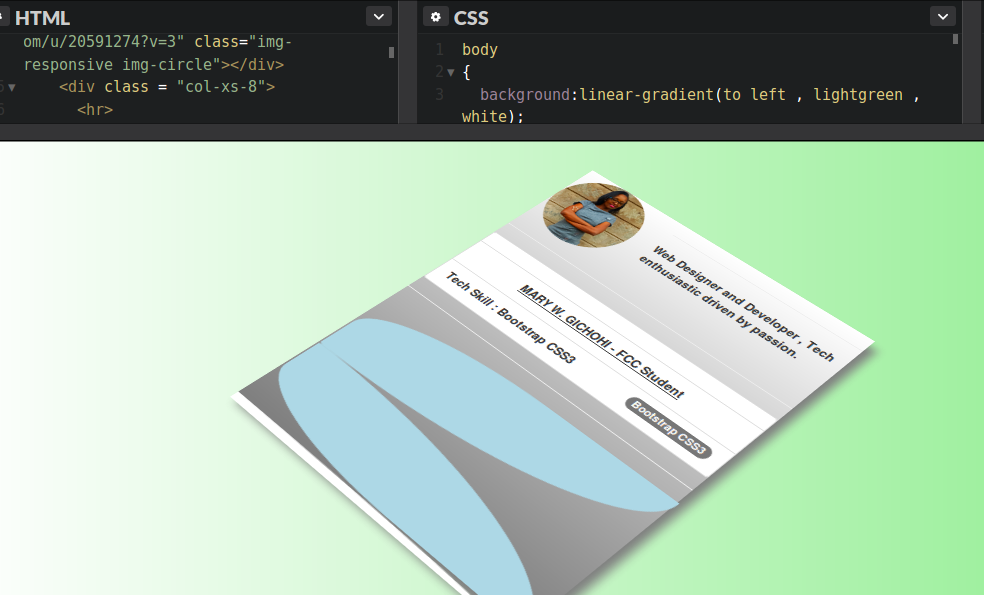 HTML
om/u/20591274?v=3" class="img-
responsive img-circle"></div>
<div class = "col-xs-8">
<hr>
CSS
1 body
2 {
3 background:linear-gradient(to left , lightgreen ,
white);
Web Designer and Developer , Tech
enthusiastic driven by passion.
MARY W. GICHOHI - FCC Student
Tech Skill : Bootstrap CSS3
Bootstrap CSS3